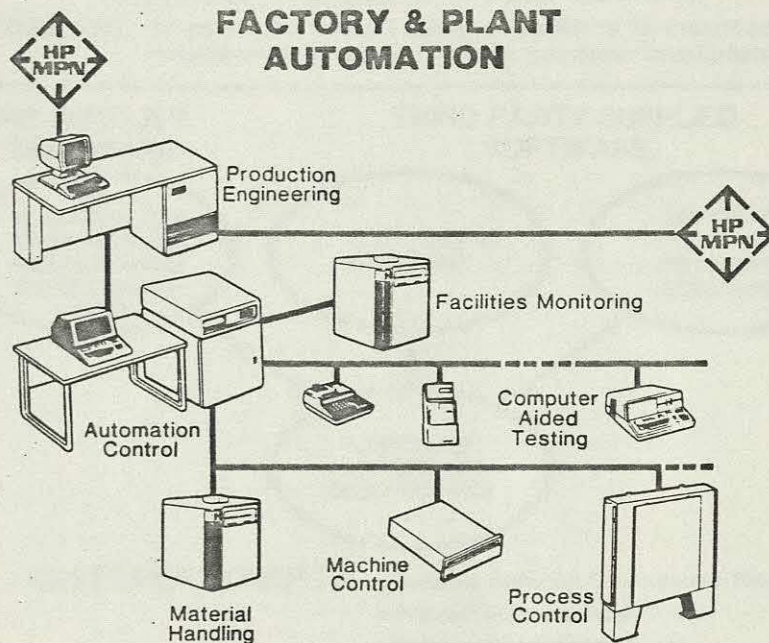 FACTORY & PLANT
AUTOMATION
HP
MPN
Production
Engineering
HP
MPN
Facilities Monitoring
Computer
Aided
Testing
Automation
Control
Machine
Control
Process
Control
Material
Handling